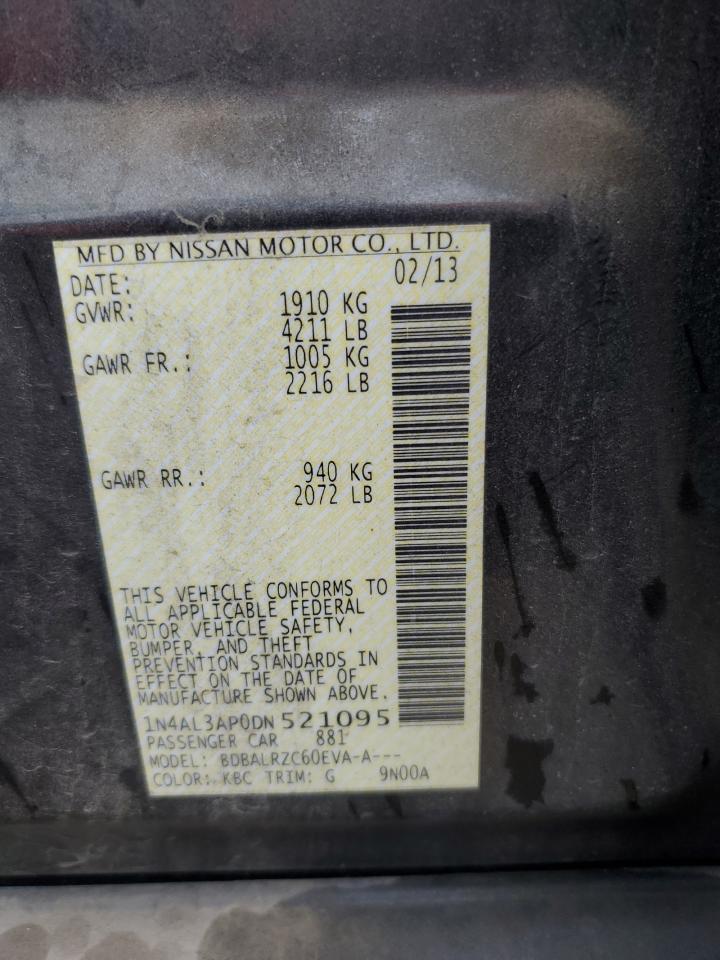 MFD BY NISSAN MOTOR CO., LTD.
DATE: 02/13
GVWR: 1910 KG
4211 LB
GAWR FR.: 1005 KG
2216 LB
GAWR RR.: 940 KG
2072 LB
THIS VEHICLE CONFORMS TO
ALL APPLICABLE FEDERAL
MOTOR VEHICLE SAFETY,
BUMPER, AND THEFT
PREVENTION STANDARDS IN
EFFECT ON THE DATE OF
MANUFACTURE SHOWN ABOVE.
1N4AL3AP0DN521095
PASSENGER CAR 881
MODEL: BDBALRZC60EVA-A---
COLOR: KBC TRIM: G 9N00A